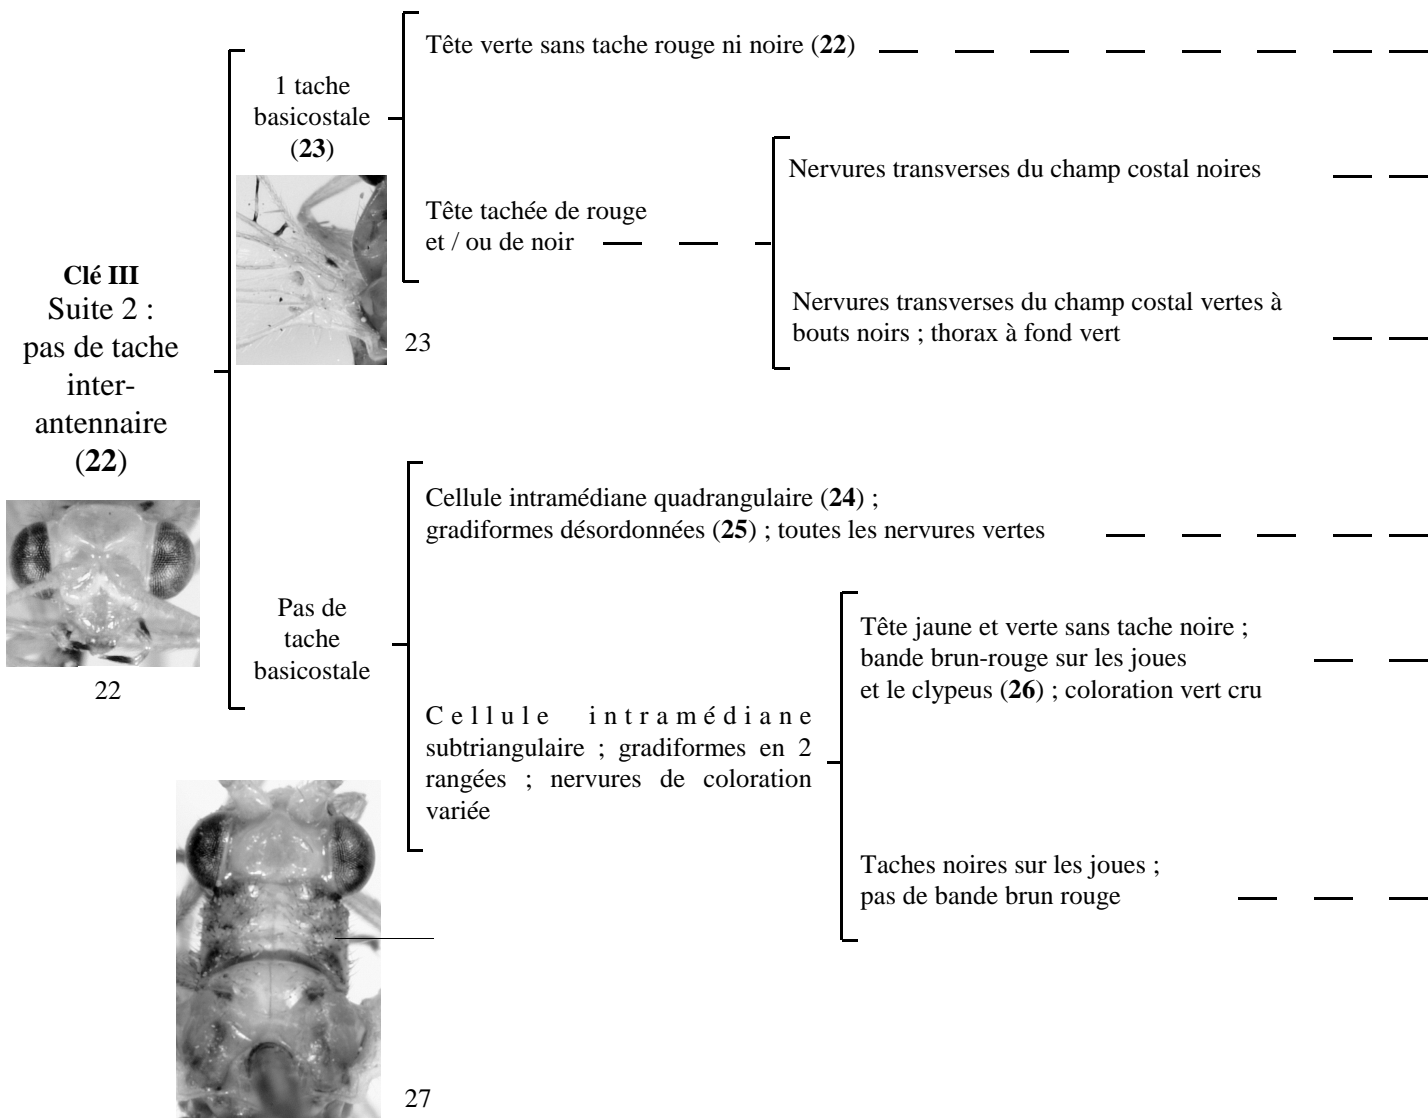 Clé III
Suite 2 :
pas de tache
inter-
antennaire
(22)
22
1 tache
basicostale
(23)
23
Tête verte sans tache rouge ni noire (22)
Tête tachée de rouge
et / ou de noir
Nervures transverses du champ costal noires
Nervures transverses du champ costal vertes à
bouts noirs ; thorax à fond vert
Pas de
tache
basicostale
Cellule intramédiane quadrangulaire (24) ;
gradiformes désordonnées (25) ; toutes les nervures vertes
Cellule intramédiane
subtriangulaire ; gradiformes en 2
rangées ; nervures de coloration
variée
Tête jaune et verte sans tache noire ;
bande brun-rouge sur les joues
et le clypeus (26) ; coloration vert cru
Taches noires sur les joues ;
pas de bande brun rouge
27